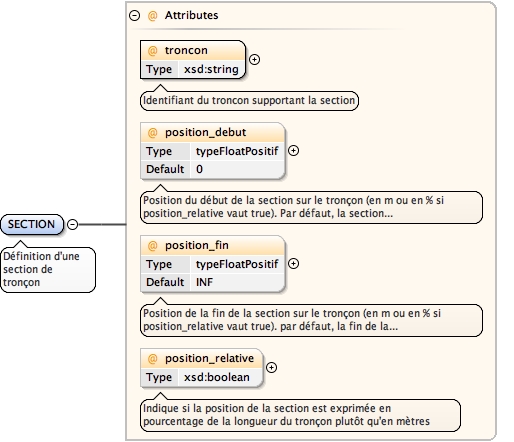 @ Attributes
@ troncon
Type xsd:string
Identifiant du troncon supportant la section
@ position_debut
Type typeFloatPositif
Default 0
Position du début de la section sur le tronçon (en m ou en % si
position_relative vaut true). Par défaut, la section...
SECTION
Définition d'une
section de
tronçon
@ position_fin
Type typeFloatPositif
Default INF
Position de la fin de la section sur le tronçon (en m ou en % si
position_relative vaut true). par défaut, la fin de la...
@ position_relative
Type xsd:boolean
Indique si la position de la section est exprimée en
pourcentage de la longueur du tronçon plutôt qu'en mètres